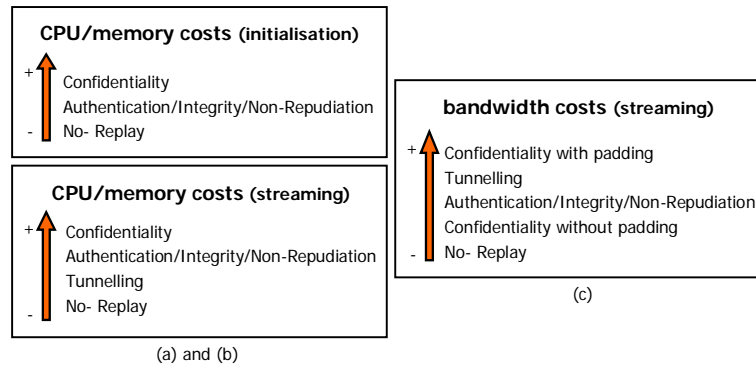 CPU/memory costs (initialisation)
+
Confidentiality
Authentication/Integrity/Non-Repudiation
- No- Replay
CPU/memory costs (streaming)
+
Confidentiality
Authentication/Integrity/Non-Repudiation
Tunnelling
No- Replay
-
(a) and (b)
bandwidth costs (streaming)
+ Confidentiality with padding
Tunnelling
Authentication/Integrity/Non-Repudiation
Confidentiality without padding
- No- Replay
(c)